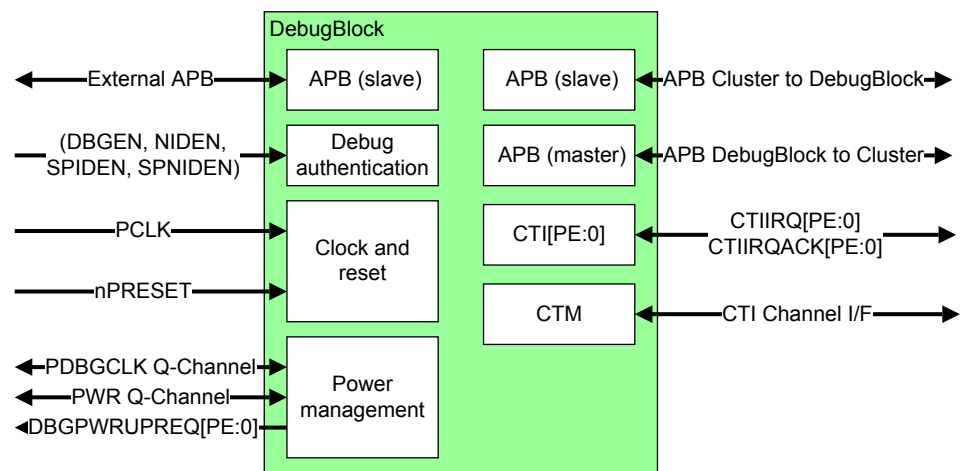 DebugBlock
External APB
APB (slave)
APB (slave)
APB Cluster to DebugBlock
(DBGEN, NIDEN,
SPIDEN, SPNIDEN)
Debug
authentication
APB (master)
APB DebugBlock to Cluster
PCLK
nPRESET
Clock and
reset
CTI[PE:0]
CTIIRQ[PE:0]
CTIIRQACK[PE:0]
CTM
CTI Channel I/F
PDBGCLK Q-Channel
PWR Q-Channel
DBGPWRUPREQ[PE:0]
Power
management